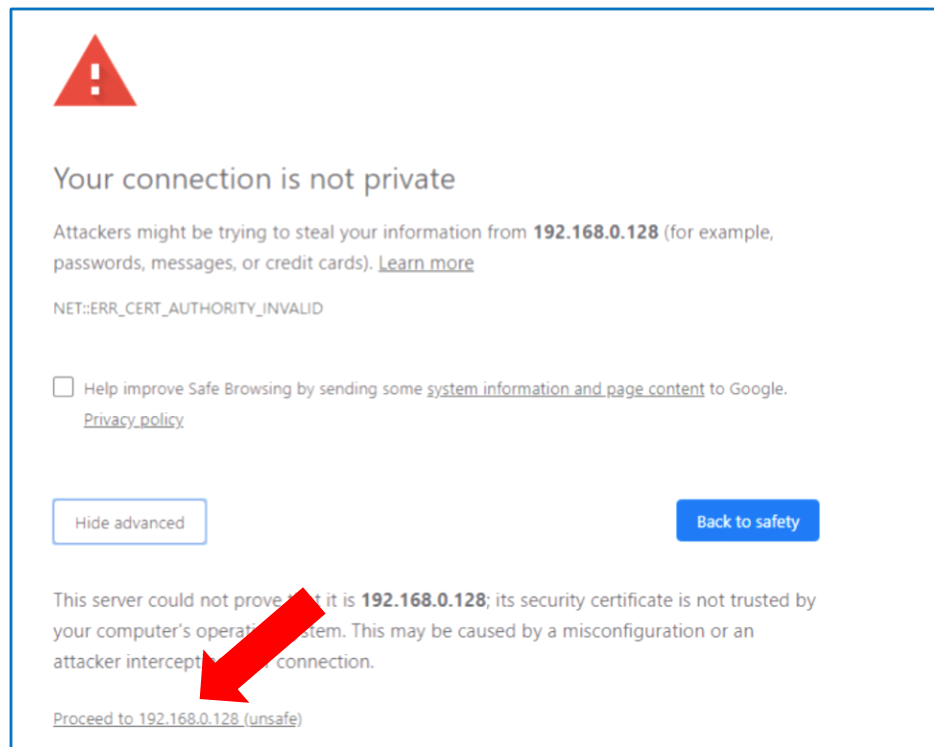 Your connection is not private
Attackers might be trying to steal your information from 192.168.0.128 (for example,
passwords, messages, or credit cards). Learn more
NET::ERR_CERT_AUTHORITY_INVALID
Help improve Safe Browsing by sending some system information and page content to Google.
Privacy policy
Hide advanced
Back to safety
This server could not prove it is 192.168.0.128; its security certificate is not trusted by
your computer's This may be caused by a misconfiguration or an
attacker connection.
Proceed to 192.168.0.128 (unsafe)